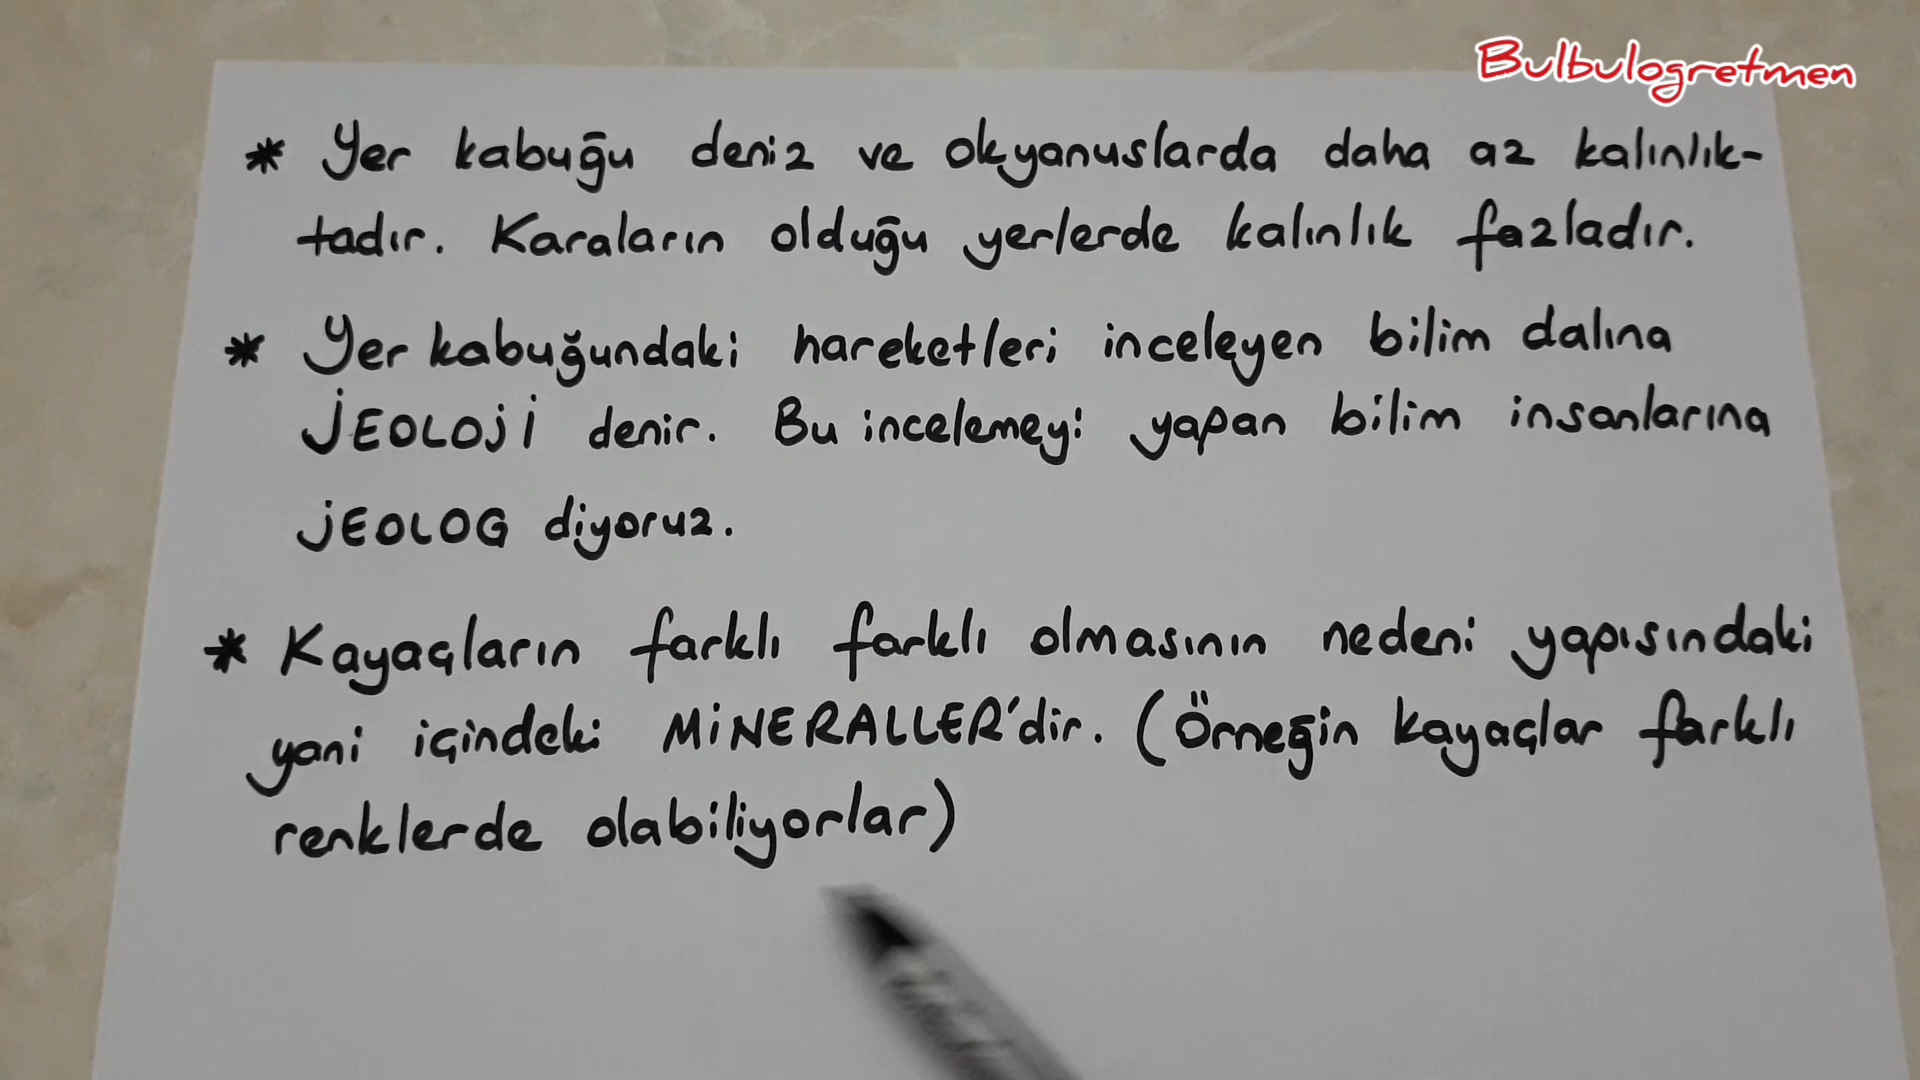 Bulbulogretmen
* Yer kabuğu deniz ve okyanuslarda daha az kalınlık-
tadır. Karaların olduğu yerlerde kalınlık fazladır.
* Yer kabuğundaki hareketleri inceleyen bilim dalına
JEOLOJİ denir. Bu incelemeyi yapan bilim insanlarına
JEOLOG diyoruz.
* Kayaçların farklı farklı olmasının nedeni yapısındaki
yani içindeki MİNERALLER'dir. (Örneğin kayaçlar farklı
renklerde olabiliyorlar)